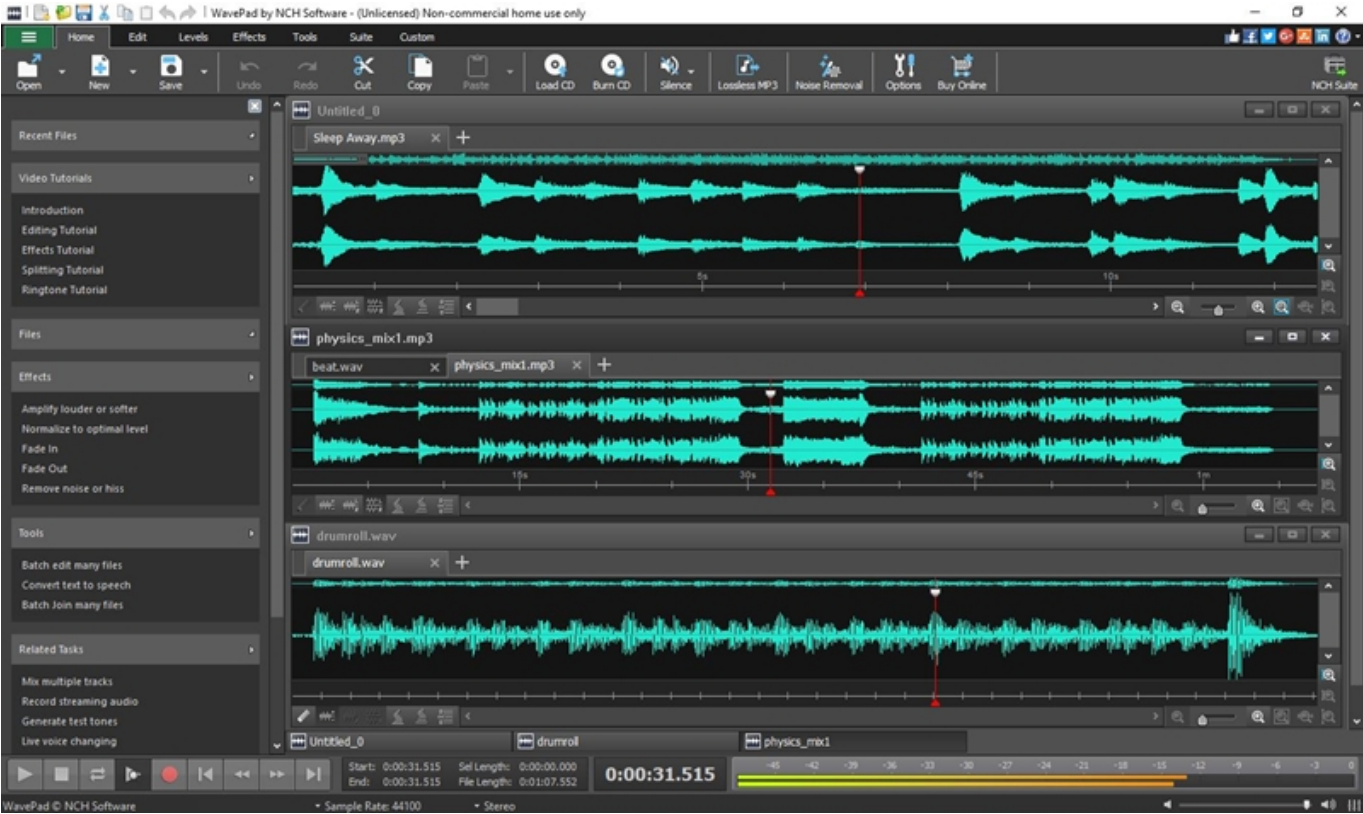 WavePad by NCH Software - (Unlicensed) Non-commercial home use only
Home Edit Levels Effects Tools Suite Custom
Open New Save Undo Redo Cut Copy Paste Load CD Burn CD Silence Lossless MP3 Noise Removal Options Buy Online NCH Suite
Recent Files
Video Tutorials
Introduction
Editing Tutorial
Effects Tutorial
Splitting Tutorial
Ringtone Tutorial
Files
Effects
Amplify louder or softer
Normalize to optimal level
Fade In
Fade Out
Remove noise or hiss
Tools
Batch edit many files
Convert text to speech
Batch Join many files
Related Tasks
Mix multiple tracks
Record streaming audio
Generate test tones
Live voice changing
Untitled_0
Sleep Away.mp3
5s 10s
physics_mix1.mp3
beat.wav physics_mix1.mp3
15s 30s 45s 1m
drumroll.wav
drumroll.wav
Untitled_0 drumroll physics_mix1
Start: 0:00:31.515 Sel Length: 0:00:00.000
End: 0:00:31.515 File Length: 0:01:07.552
0:00:31.515
-45 -42 -39 -36 -33 -30 -27 -24 -21 -18 -15 -12 -9 -6 -3 0
WavePad © NCH Software Sample Rate: 44100 Stereo